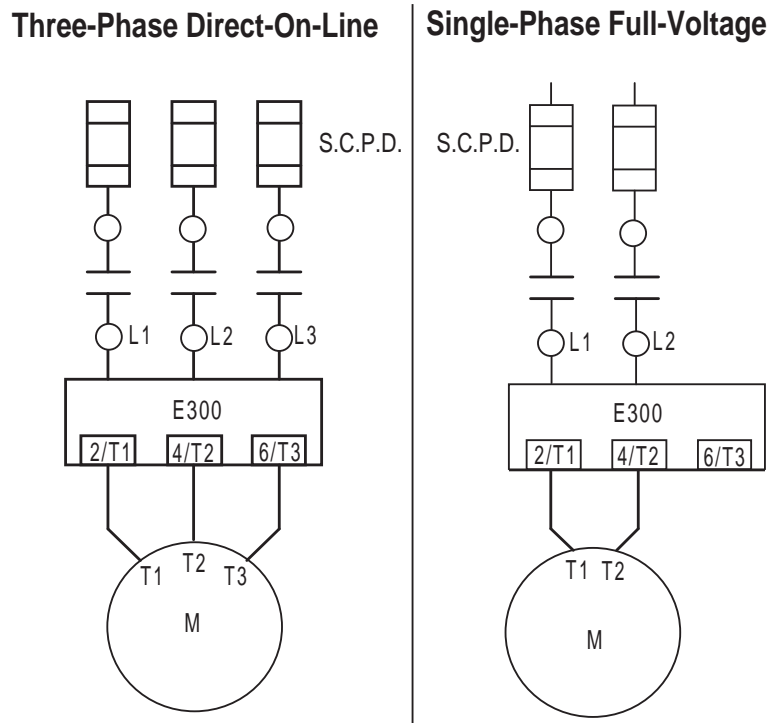 Three-Phase Direct-On-Line
S.C.P.D.
L1 L2 L3
E300
2/T1 4/T2 6/T3
T1 T2 T3
M
Single-Phase Full-Voltage
S.C.P.D.
L1 L2
E300
2/T1 4/T2 6/T3
T1 T2
M